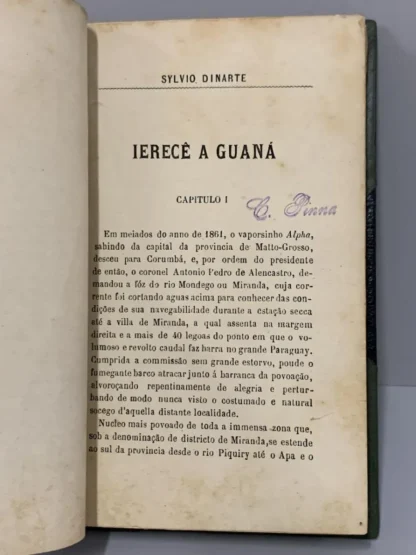 SYLVIO DINARTE
IERECÊ A GUANÁ
CAPITULO I
C. Pinna
Em meiados do anno de 1861, o vaporsinho Alpha,
sahindo da capital da provincia de Matto-Grosso,
desceu para Corumbá, e, por ordem do presidente
de então, o coronel Antonio Pedro de Alencastro, de-
mandou a fóz do rio Mondego ou Miranda, cuja cor-
rente foi cortando aguas acima para conhecer das con-
dições de sua navegabilidade durante a estação secca
até a villa de Miranda, a qual assenta na margem
direita e a mais de 40 legoas do ponto em que o vo-
lumoso e revolto caudal faz barra no grande Paraguay.
Cumprida a commissão sem grande estorvo, poude o
fumegante barco atracar junto á barranca da povoação,
alvoroçando repentinamente de alegria e pertur-
bando de modo nunca visto o costumado e natural
socego d'aquella distante localidade.
Nucleo mais povoado de toda a immensa zona que,
sob a denominação de districto de Miranda, se estende
ao sul da provincia desde o rio Piquiry até o Apa e o